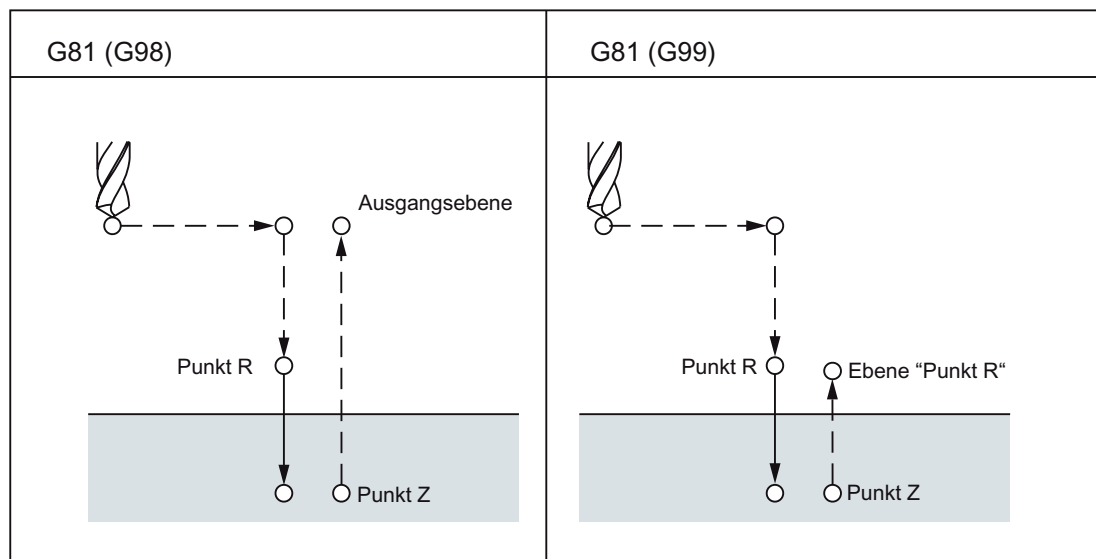 G81 (G98)
G81 (G99)
Ausgangsebene
Punkt R
Punkt Z
Punkt R
Ebene “Punkt R“
Punkt Z